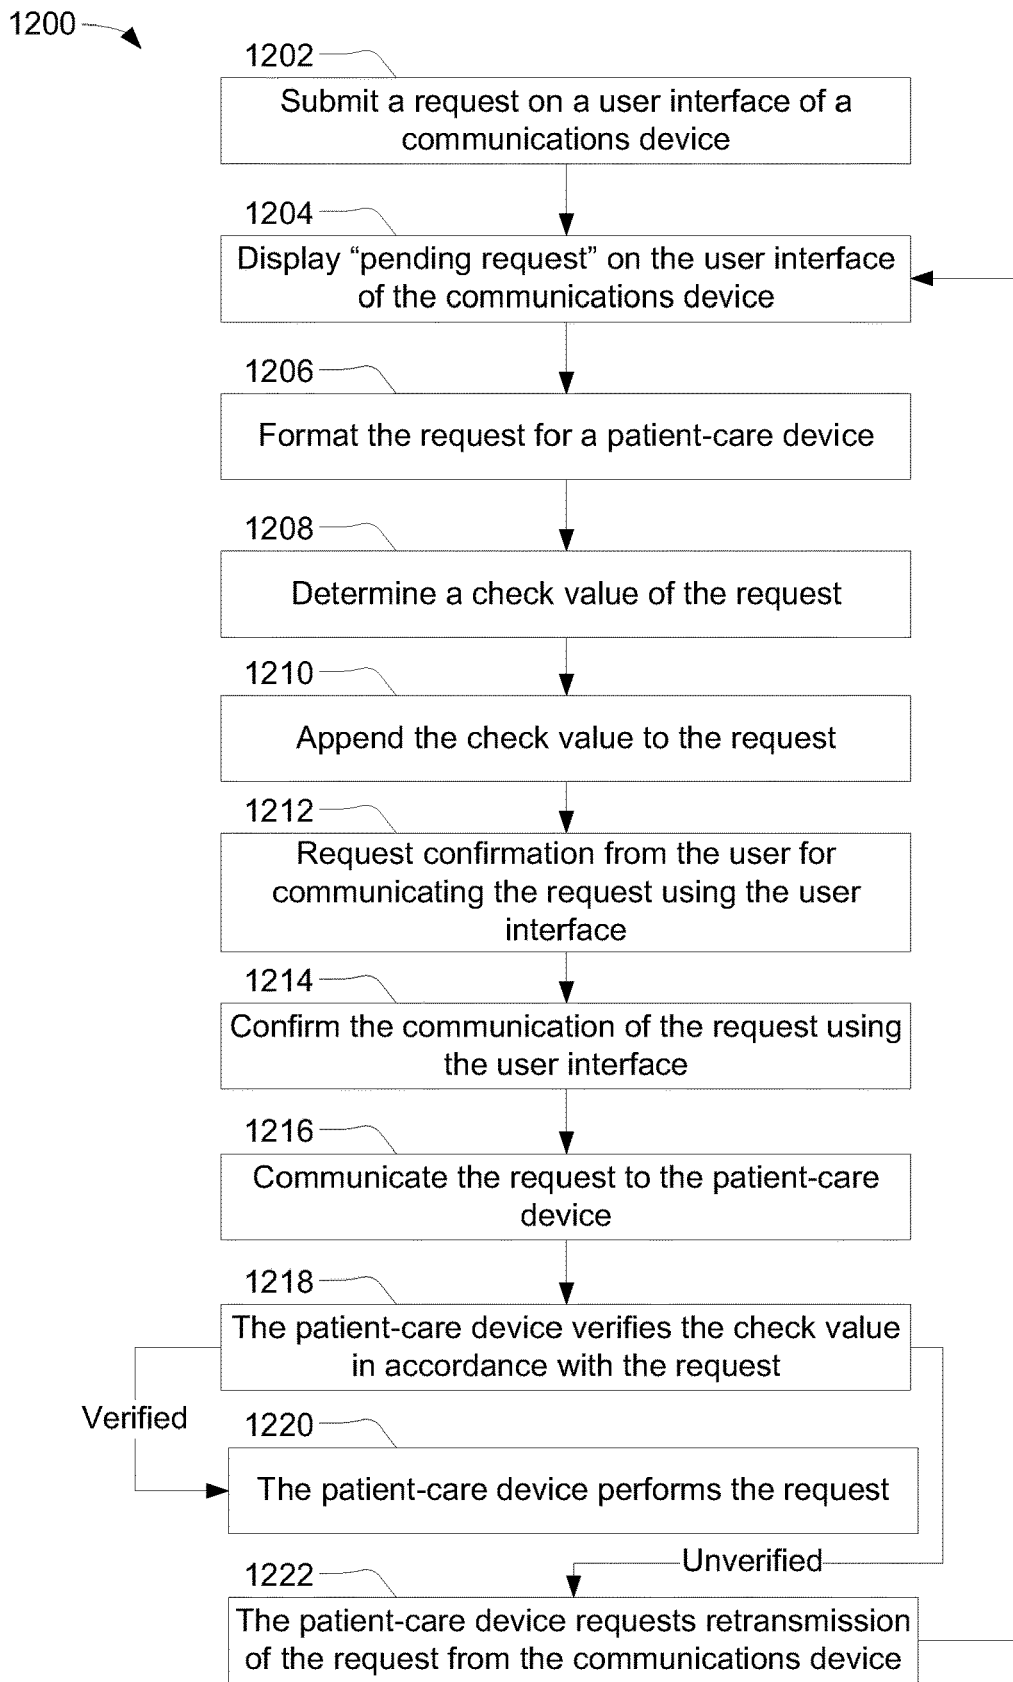 1200
1202
Submit a request on a user interface of a
communications device
1204
Display “pending request” on the user interface
of the communications device
1206
Format the request for a patient-care device
1208
Determine a check value of the request
1210
Append the check value to the request
1212
Request confirmation from the user for
communicating the request using the user
interface
1214
Confirm the communication of the request using
the user interface
1216
Communicate the request to the patient-care
device
1218
The patient-care device verifies the check value
in accordance with the request
Verified
1220
The patient-care device performs the request
Unverified
1222
The patient-care device requests retransmission
of the request from the communications device